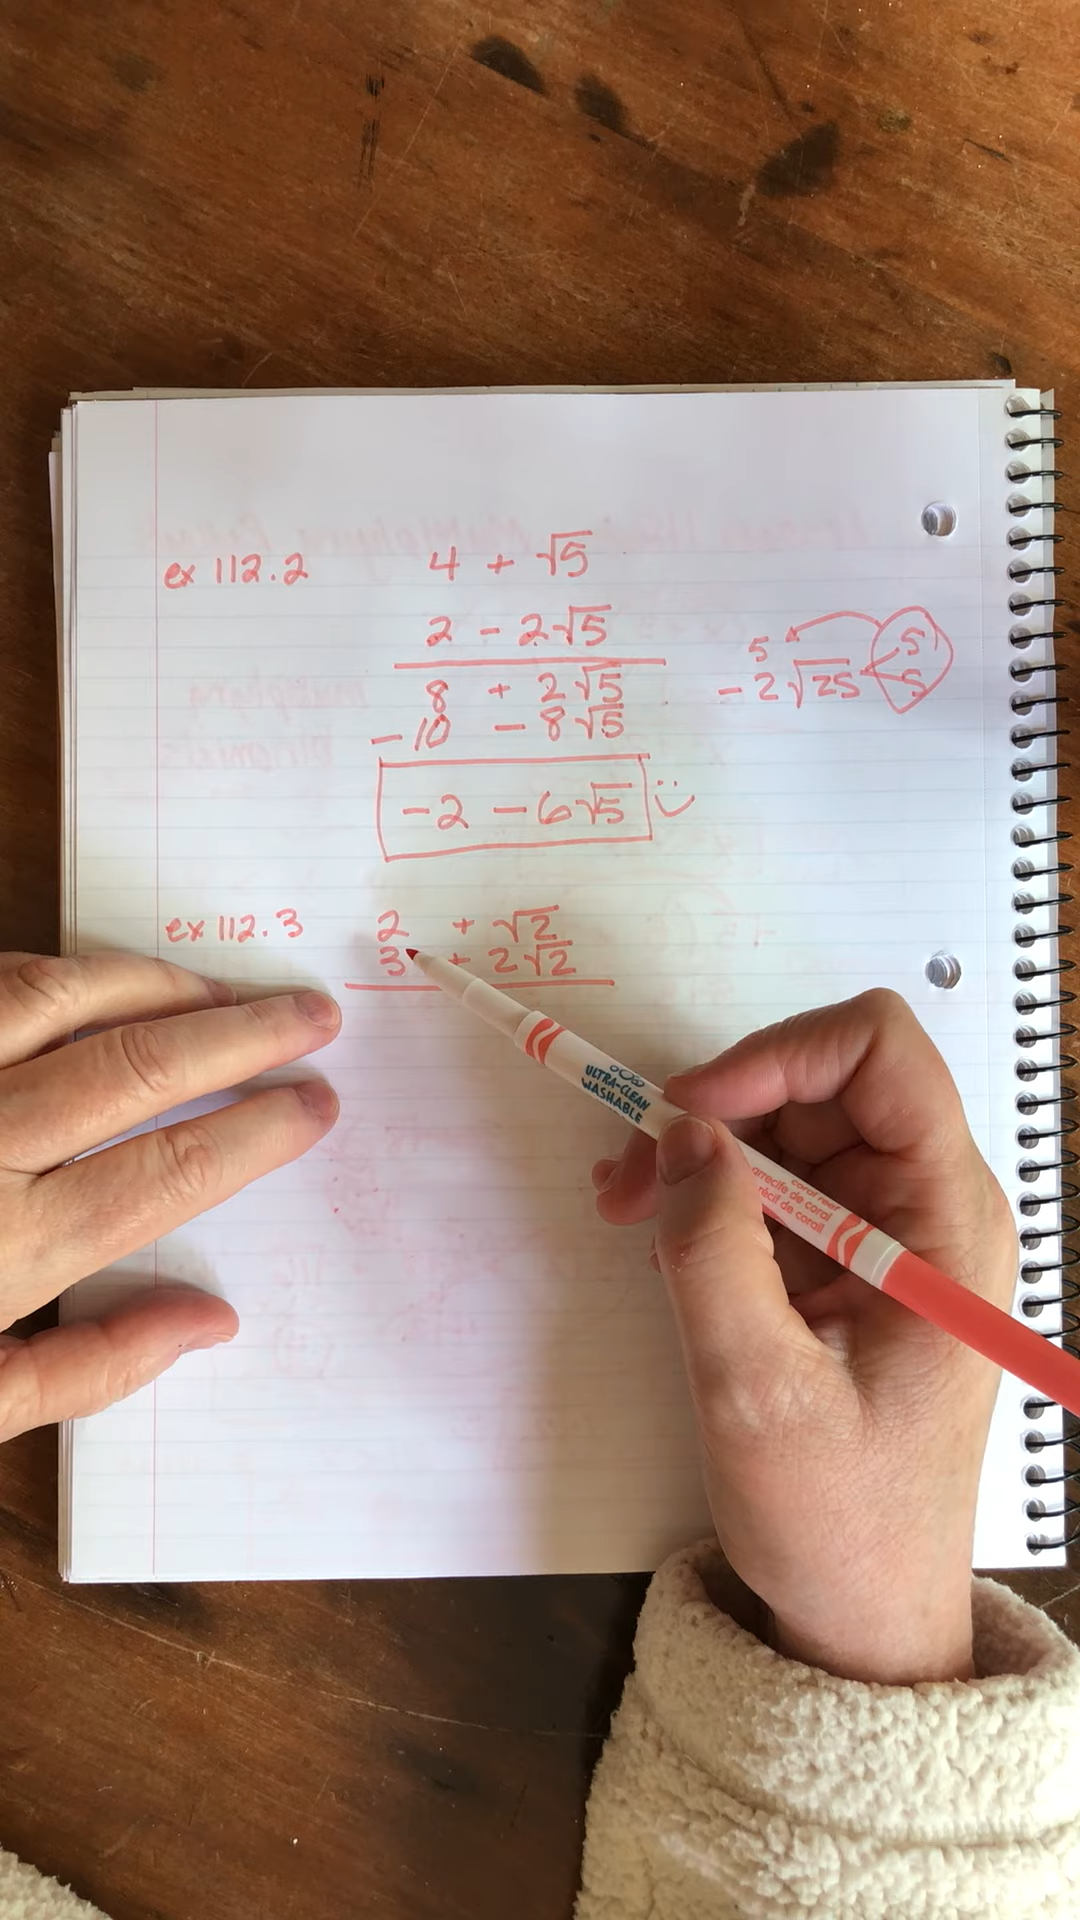 ex 112.2 4 + √5
2 - 2√5
8 + 2√5
- 10 - 8√5
-2 - 6√5
5
- 2√25 5
5
ex 112.3 2 + √2
3 + 2√2
ULTRA-CLEAN
WASHABLE
coral reef
arrecife de coral
récif de corail